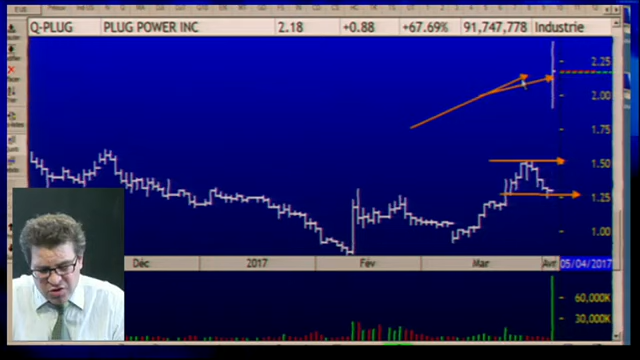 Q-PLUG PLUG POWER INC 2.18 +0.88 +67.69% 91,747,778 Industrie
2.25
2.00
1.75
1.50
1.25
1.00
Déc 2017 Fév Mar Avr 05/04/2017
60,000K
30,000K